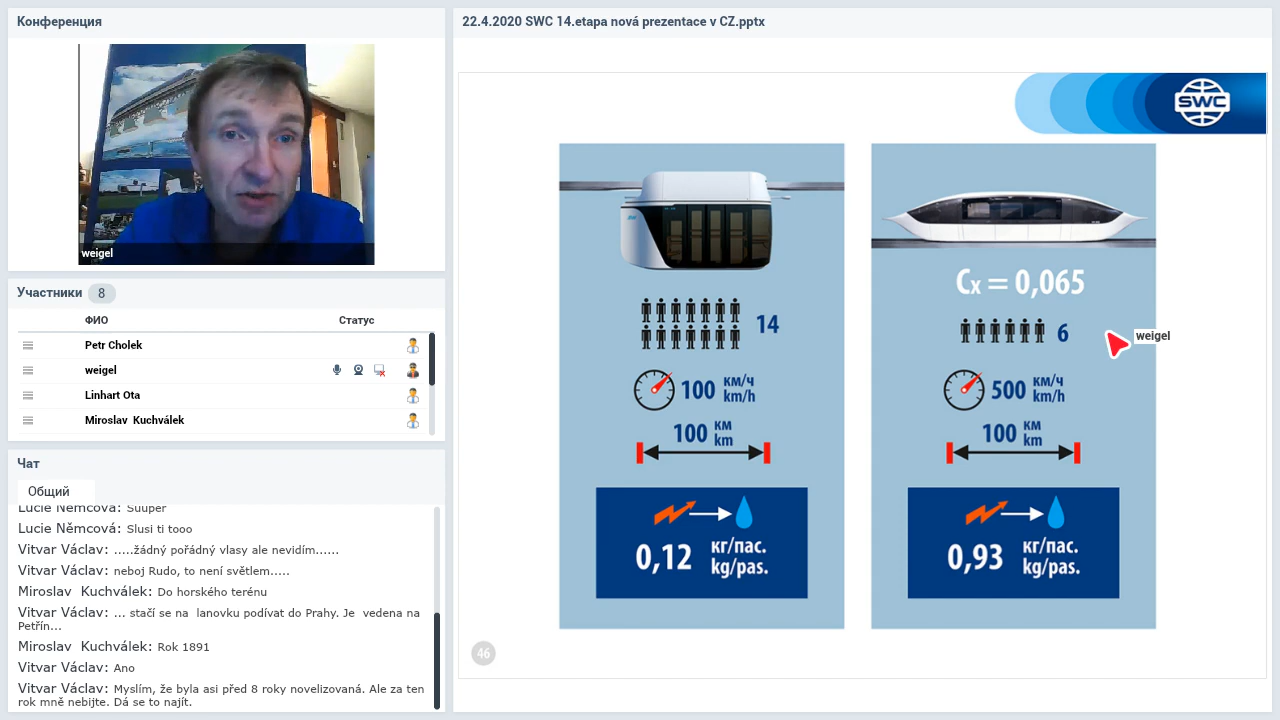 Конференция
weigel
Участники 8
ФИО Статус
Petr Cholek
weigel
Linhart Ota
Miroslav Kuchválek
Чат
Общий
Lucie Němcová: Suuper
Lucie Němcová: Slusi ti tooo
Vitvar Václav: .....žádný pořádný vlasy ale nevidím......
Vitvar Václav: neboj Rudo, to není světlem.....
Miroslav Kuchválek: Do horského terénu
Vitvar Václav: ... stačí se na lanovku podívat do Prahy. Je vedena na
Petřín...
Miroslav Kuchválek: Rok 1891
Vitvar Václav: Ano
Vitvar Václav: Myslím, že byla asi před 8 roky novelizovaná. Ale za ten
rok mně nebijte. Dá se to najít.
22.4.2020 SWC 14.etapa nová prezentace v CZ.pptx
SWC
14
100 км/ч
km/h
100 км
km
0,12 кг/пас.
kg/pas.
Cx = 0,065
6
500 км/ч
km/h
100 км
km
0,93 кг/пас.
kg/pas.
weigel
46